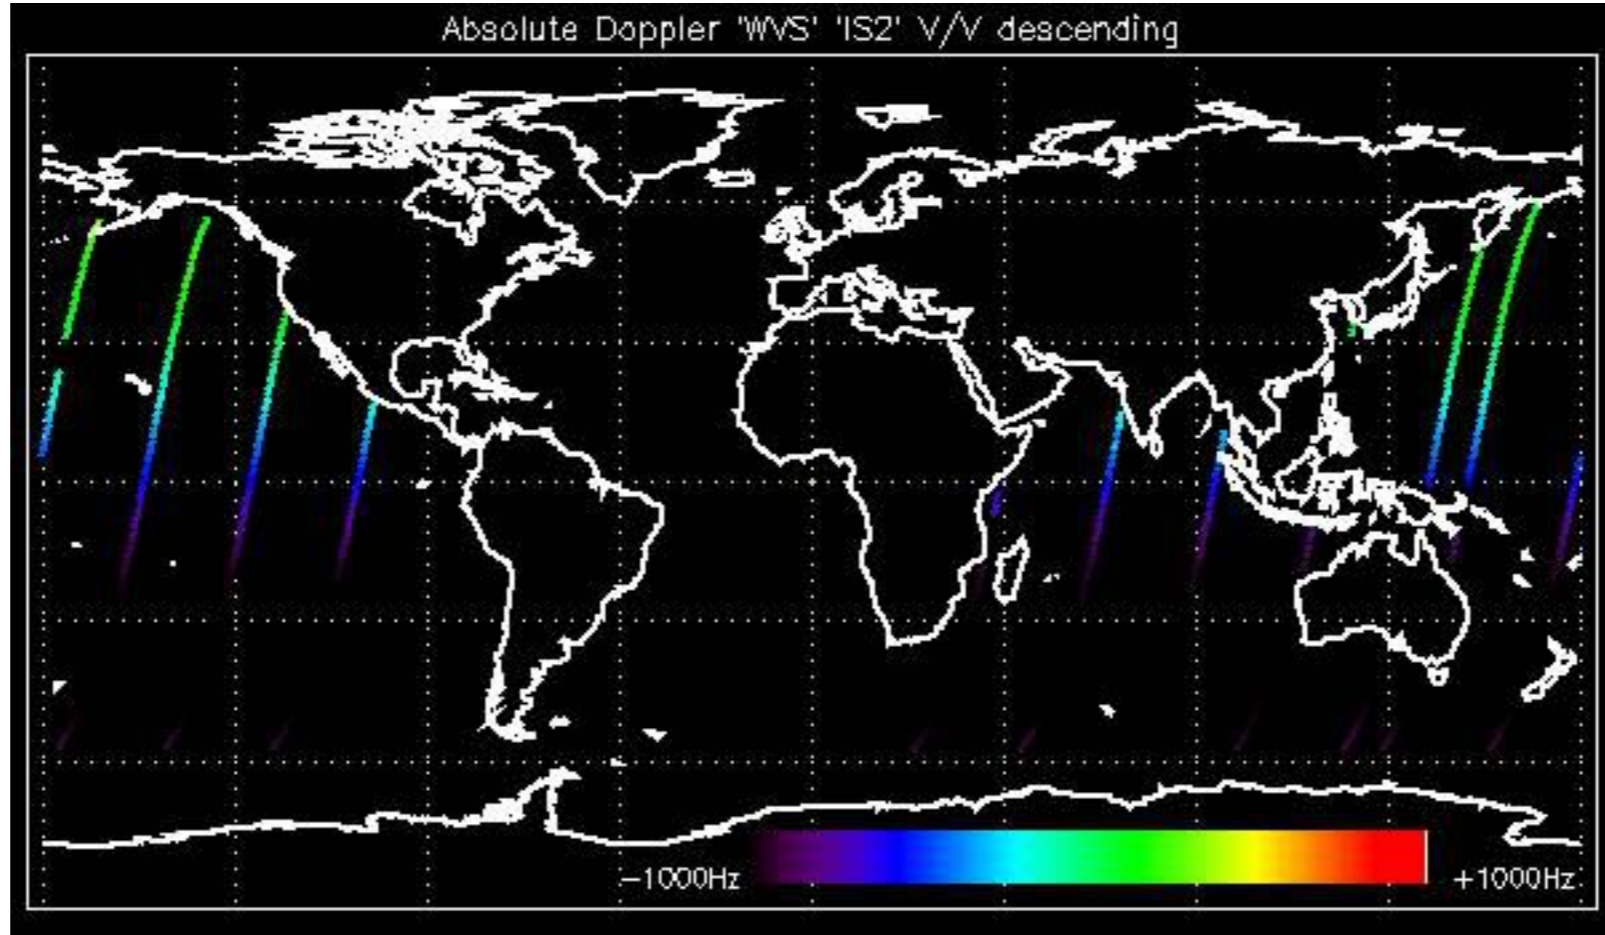 Absolute Doppler 'WVS' 'IS2' V/V descending
-1000Hz +1000Hz